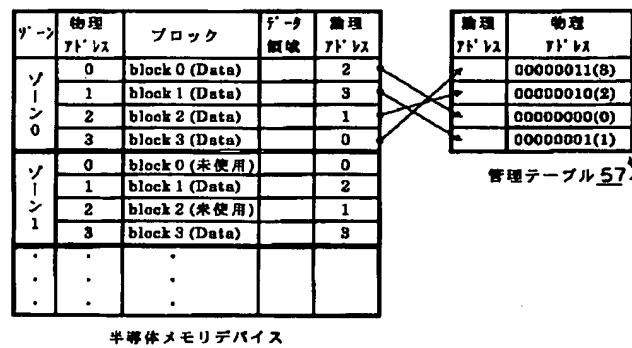 ゾーン 物理アドレス ブロック データ領域 論理アドレス
ゾーン0 0 block 0 (Data) 2
1 block 1 (Data) 3
2 block 2 (Data) 1
3 block 3 (Data) 0
ゾーン1 0 block 0 (未使用) 0
1 block 1 (Data) 2
2 block 2 (未使用) 1
3 block 3 (Data) 3
半導体メモリデバイス
論理アドレス 物理アドレス
00000011(3)
00000010(2)
00000000(0)
00000001(1)
管理テーブル 57